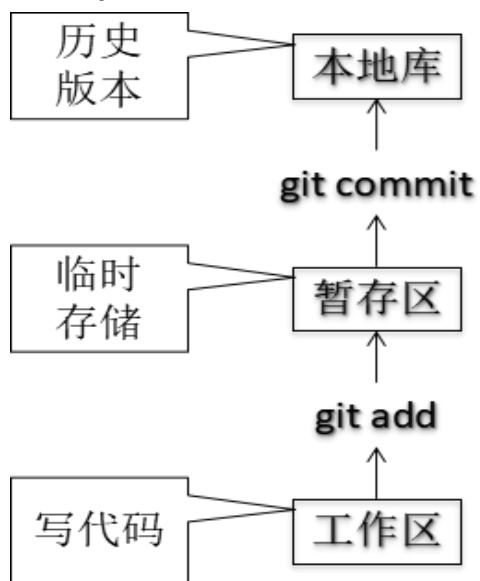 历史
版本
本地库
git commit
临时
存储
暂存区
git add
写代码
工作区